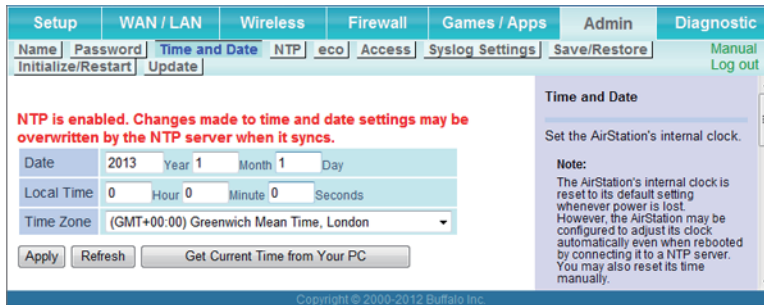 Setup WAN / LAN Wireless Firewall Games / Apps Admin Diagnostic
Name Password Time and Date NTP eco Access Syslog Settings Save/Restore Manual
Initialize/Restart Update Log out
NTP is enabled. Changes made to time and date settings may be
overwritten by the NTP server when it syncs.
Date 2013 Year 1 Month 1 Day
Local Time 0 Hour 0 Minute 0 Seconds
Time Zone (GMT+00:00) Greenwich Mean Time, London
Apply Refresh Get Current Time from Your PC
Time and Date
Set the AirStation's internal clock.
Note:
The AirStation's internal clock is
reset to its default setting
whenever power is lost.
However, the AirStation may be
configured to adjust its clock
automatically even when rebooted
by connecting it to a NTP server.
You may also reset its time
manually.
Copyright © 2000-2012 Buffalo Inc.